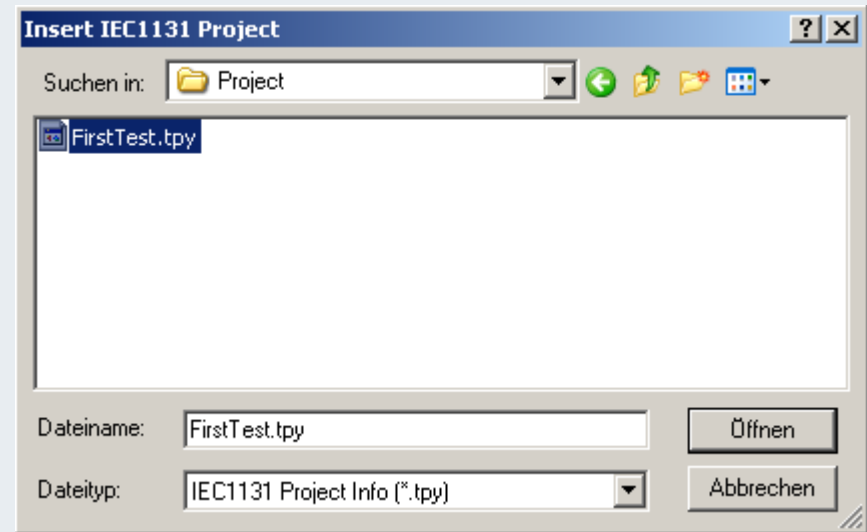 Insert IEC1131 Project
Suchen in: Project
FirstTest.tpy
Dateiname: FirstTest.tpy Öffnen
Dateityp: IEC1131 Project Info (*.tpy) Abbrechen